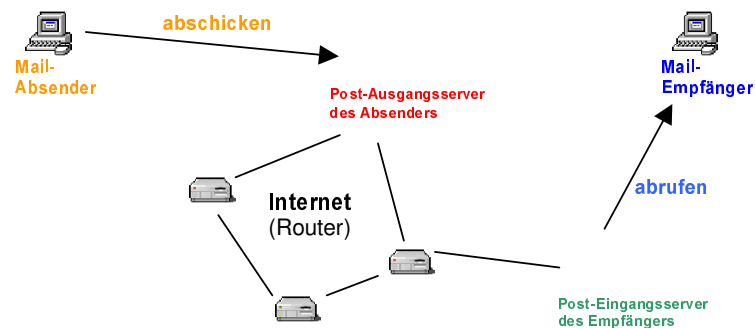 abschicken
Mail-
Absender
Mail-
Empfänger
Post-Ausgangsserver
des Absenders
abrufen
Internet
(Router)
Post-Eingangsserver
des Empfängers